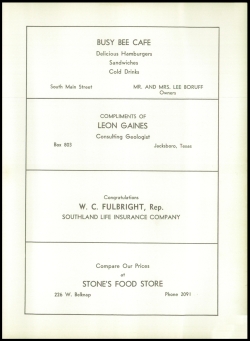 BUSY BEE CAFE
Delicious Hamburgers
Sandwiches
Cold Drinks
South Main Street MR. AND MRS. LEE BORUFF
Owners
COMPLIMENTS OF
LEON GAINES
Consulting Geologist
Box 803 Jacksboro, Texas
Congratulations
W. C. FULBRIGHT, Rep.
SOUTHLAND LIFE INSURANCE COMPANY
Compare Our Prices
at
STONE'S FOOD STORE
226 W. Belknap Phone 2091